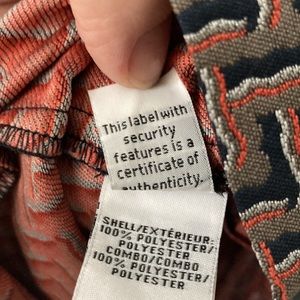 This label with
security
features is a
certificate of
authenticity.
SHELL/EXTÉRIEUR:
100% POLYESTER/
POLYESTER
COMBO/COMBO
100% POLYESTER/
POLYESTER